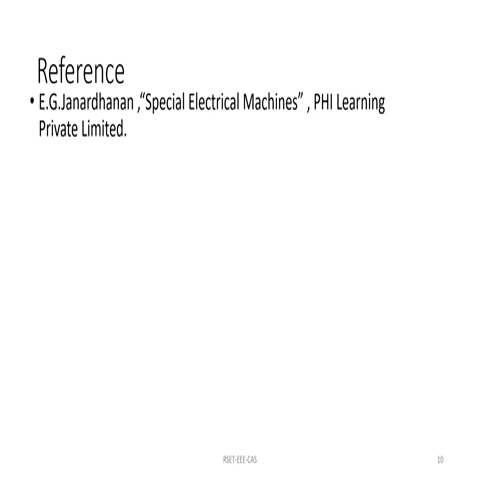 Reference
• E.G.Janardhanan ,“Special Electrical Machines” , PHI Learning
Private Limited.
RSET-EEE-CAS
10